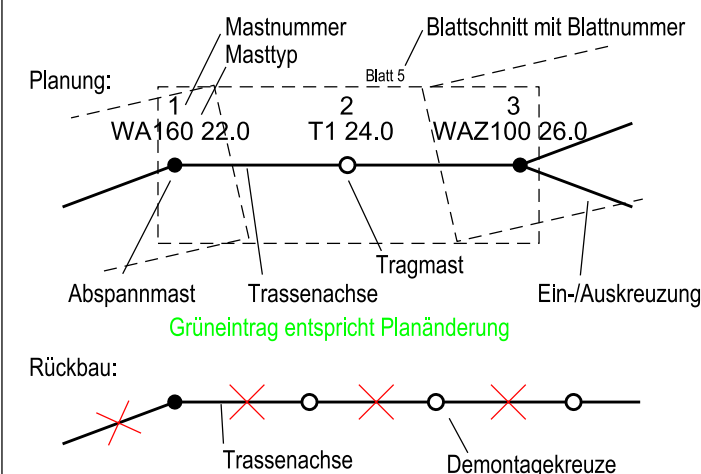 Mastnummer
Blattschnitt mit Blattnummer
Masttyp
Planung:
Blatt 5
1
2
3
WA160 22.0
T1 24.0
WAZ100 26.0
Tragmast
Abspannmast
Trassenachse
Ein-/Auskreuzung
Grüneintrag entspricht Planänderung
Rückbau:
Trassenachse
Demontagekreuze